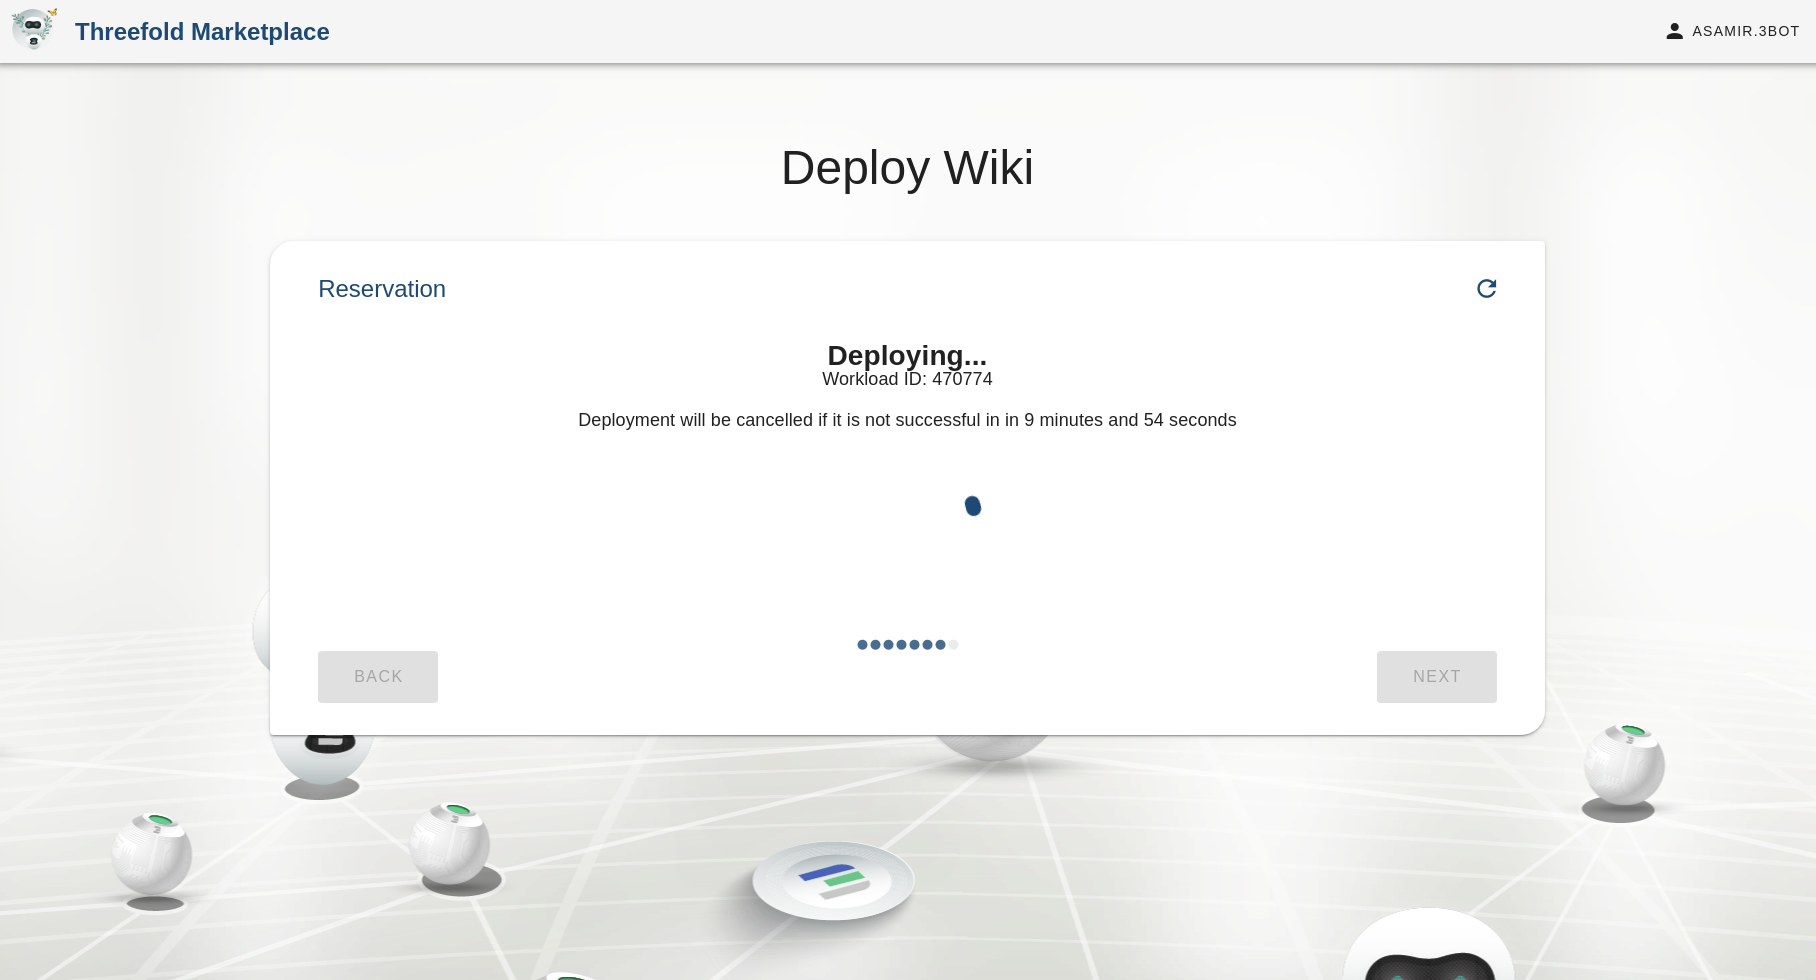 Threefold Marketplace
ASAMIR.3BOT
Deploy Wiki
Reservation
Deploying...
Workload ID: 470774
Deployment will be cancelled if it is not successful in in 9 minutes and 54 seconds
BACK
NEXT